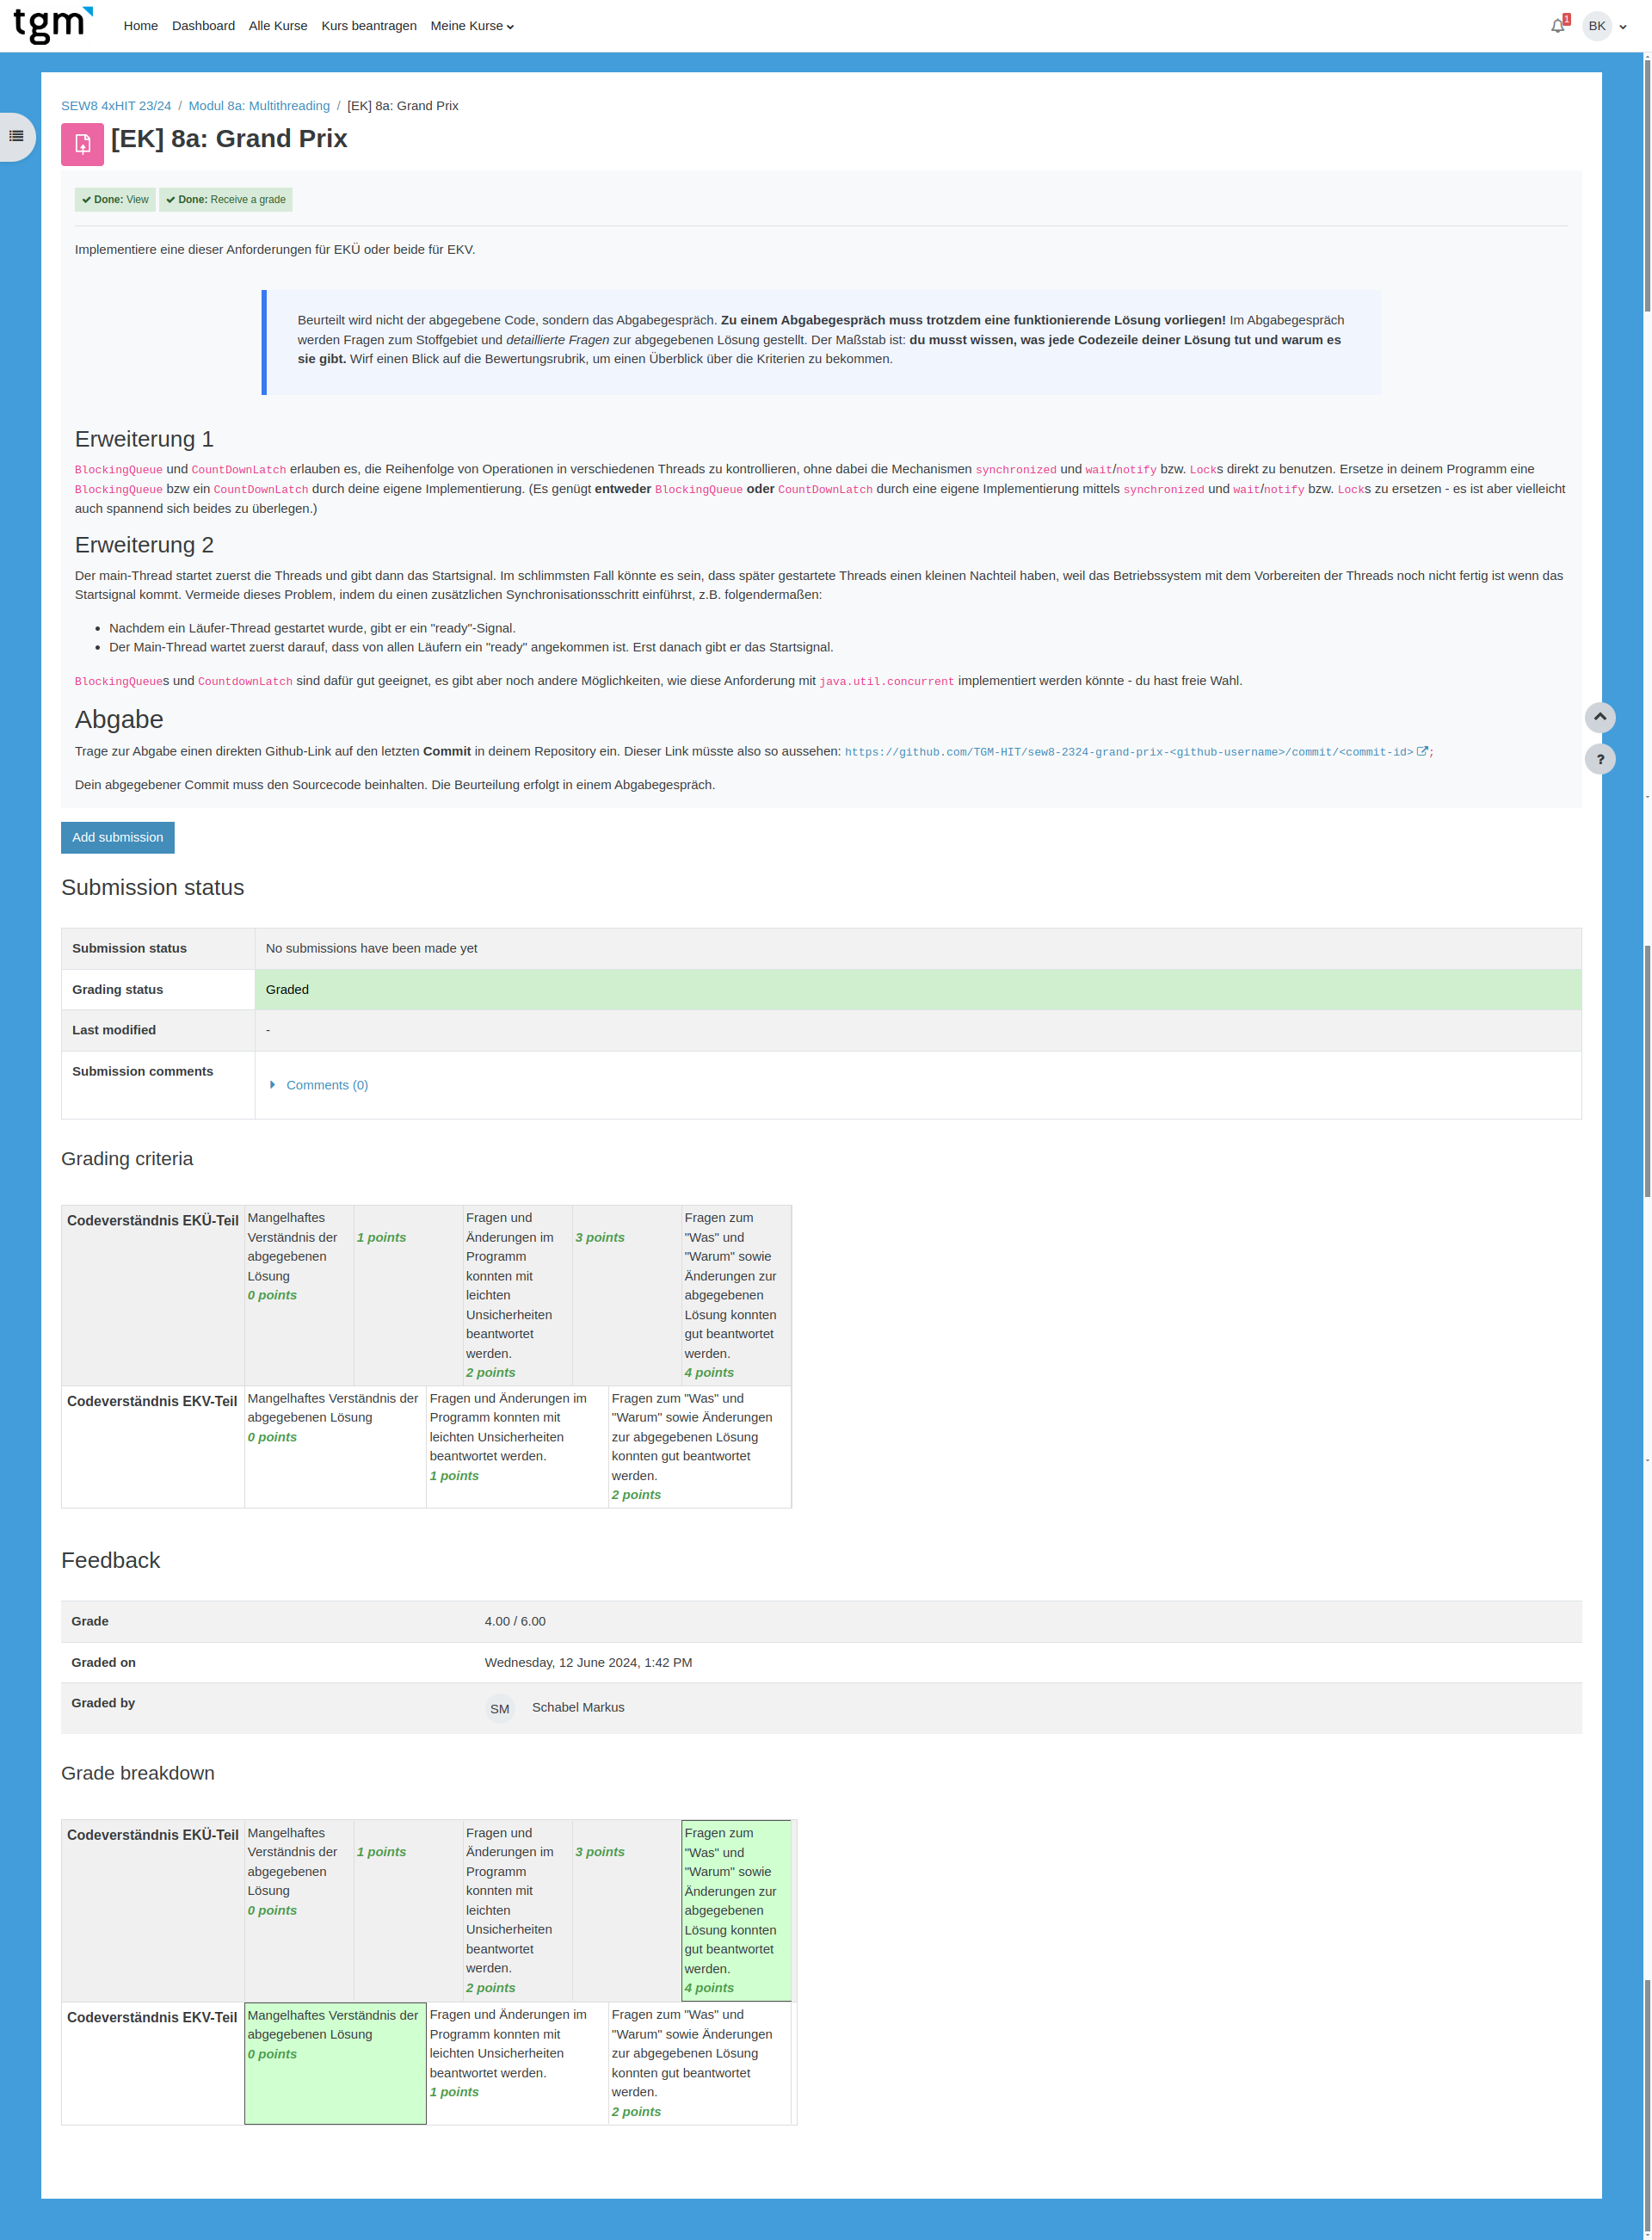 tgm
Home Dashboard Alle Kurse Kurs beantragen Meine Kurse
1
BK
SEW8 4xHIT 23/24 / Modul 8a: Multithreading / [EK] 8a: Grand Prix
[EK] 8a: Grand Prix
Done: View Done: Receive a grade
Implementiere eine dieser Anforderungen für EKÜ oder beide für EKV.
Beurteilt wird nicht der abgegebene Code, sondern das Abgabegespräch. Zu einem Abgabegespräch muss trotzdem eine funktionierende Lösung vorliegen! Im Abgabegespräch
werden Fragen zum Stoffgebiet und detaillierte Fragen zur abgegebenen Lösung gestellt. Der Maßstab ist: du musst wissen, was jede Codezeile deiner Lösung tut und warum es
sie gibt. Wirf einen Blick auf die Bewertungsrubrik, um einen Überblick über die Kriterien zu bekommen.
Erweiterung 1
BlockingQueue und CountDownLatch erlauben es, die Reihenfolge von Operationen in verschiedenen Threads zu kontrollieren, ohne dabei die Mechanismen synchronized und wait/notify bzw. Locks direkt zu benutzen. Ersetze in deinem Programm eine
BlockingQueue bzw ein CountDownLatch durch deine eigene Implementierung. (Es genügt entweder BlockingQueue oder CountDownLatch durch eine eigene Implementierung mittels synchronized und wait/notify bzw. Locks zu ersetzen - es ist aber vielleicht
auch spannend sich beides zu überlegen.)
Erweiterung 2
Der main-Thread startet zuerst die Threads und gibt dann das Startsignal. Im schlimmsten Fall könnte es sein, dass später gestartete Threads einen kleinen Nachteil haben, weil das Betriebssystem mit dem Vorbereiten der Threads noch nicht fertig ist wenn das
Startsignal kommt. Vermeide dieses Problem, indem du einen zusätzlichen Synchronisationsschritt einführst, z.B. folgendermaßen:
• Nachdem ein Läufer-Thread gestartet wurde, gibt er ein "ready"-Signal.
• Der Main-Thread wartet zuerst darauf, dass von allen Läufern ein "ready" angekommen ist. Erst danach gibt er das Startsignal.
BlockingQueues und CountdownLatch sind dafür gut geeignet, es gibt aber noch andere Möglichkeiten, wie diese Anforderung mit java.util.concurrent implementiert werden könnte - du hast freie Wahl.
Abgabe
Trage zur Abgabe einen direkten Github-Link auf den letzten Commit in deinem Repository ein. Dieser Link müsste also so aussehen: https://github.com/TGM-HIT/sew8-2324-grand-prix-<github-username>/commit/<commit-id> ;
?
Dein abgegebener Commit muss den Sourcecode beinhalten. Die Beurteilung erfolgt in einem Abgabegespräch.
Add submission
Submission status
Submission status No submissions have been made yet
Grading status Graded
Last modified -
Submission comments
Comments (0)
Grading criteria
Codeverständnis EKÜ-Teil
Mangelhaftes
Verständnis der
abgegebenen
Lösung
0 points
1 points
Fragen und
Änderungen im
Programm
konnten mit
leichten
Unsicherheiten
beantwortet
werden.
2 points
3 points
Fragen zum
"Was" und
"Warum" sowie
Änderungen zur
abgegebenen
Lösung konnten
gut beantwortet
werden.
4 points
Codeverständnis EKV-Teil
Mangelhaftes Verständnis der
abgegebenen Lösung
0 points
Fragen und Änderungen im
Programm konnten mit
leichten Unsicherheiten
beantwortet werden.
1 points
Fragen zum "Was" und
"Warum" sowie Änderungen
zur abgegebenen Lösung
konnten gut beantwortet
werden.
2 points
Feedback
Grade 4.00 / 6.00
Graded on Wednesday, 12 June 2024, 1:42 PM
Graded by SM Schabel Markus
Grade breakdown
Codeverständnis EKÜ-Teil
Mangelhaftes
Verständnis der
abgegebenen
Lösung
0 points
1 points
Fragen und
Änderungen im
Programm
konnten mit
leichten
Unsicherheiten
beantwortet
werden.
2 points
3 points
Fragen zum
"Was" und
"Warum" sowie
Änderungen zur
abgegebenen
Lösung konnten
gut beantwortet
werden.
4 points
Codeverständnis EKV-Teil
Mangelhaftes Verständnis der
abgegebenen Lösung
0 points
Fragen und Änderungen im
Programm konnten mit
leichten Unsicherheiten
beantwortet werden.
1 points
Fragen zum "Was" und
"Warum" sowie Änderungen
zur abgegebenen Lösung
konnten gut beantwortet
werden.
2 points